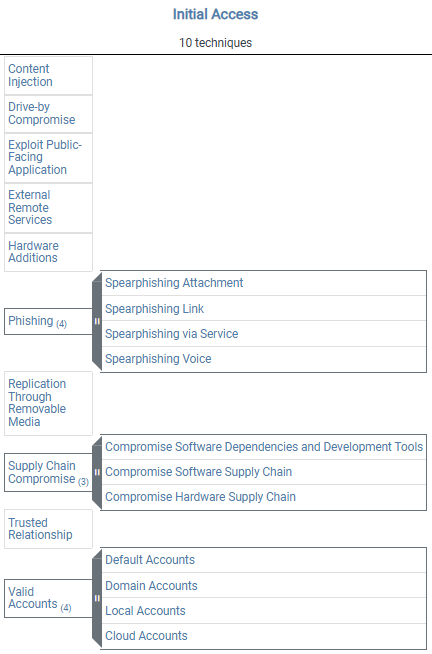 Initial Access
10 techniques
Content
Injection
Drive-by
Compromise
Exploit Public-
Facing
Application
External
Remote
Services
Hardware
Additions
Phishing (4)
Spearphishing Attachment
Spearphishing Link
Spearphishing via Service
Spearphishing Voice
Replication
Through
Removable
Media
Supply Chain
Compromise (3)
Compromise Software Dependencies and Development Tools
Compromise Software Supply Chain
Compromise Hardware Supply Chain
Trusted
Relationship
Valid
Accounts (4)
Default Accounts
Domain Accounts
Local Accounts
Cloud Accounts